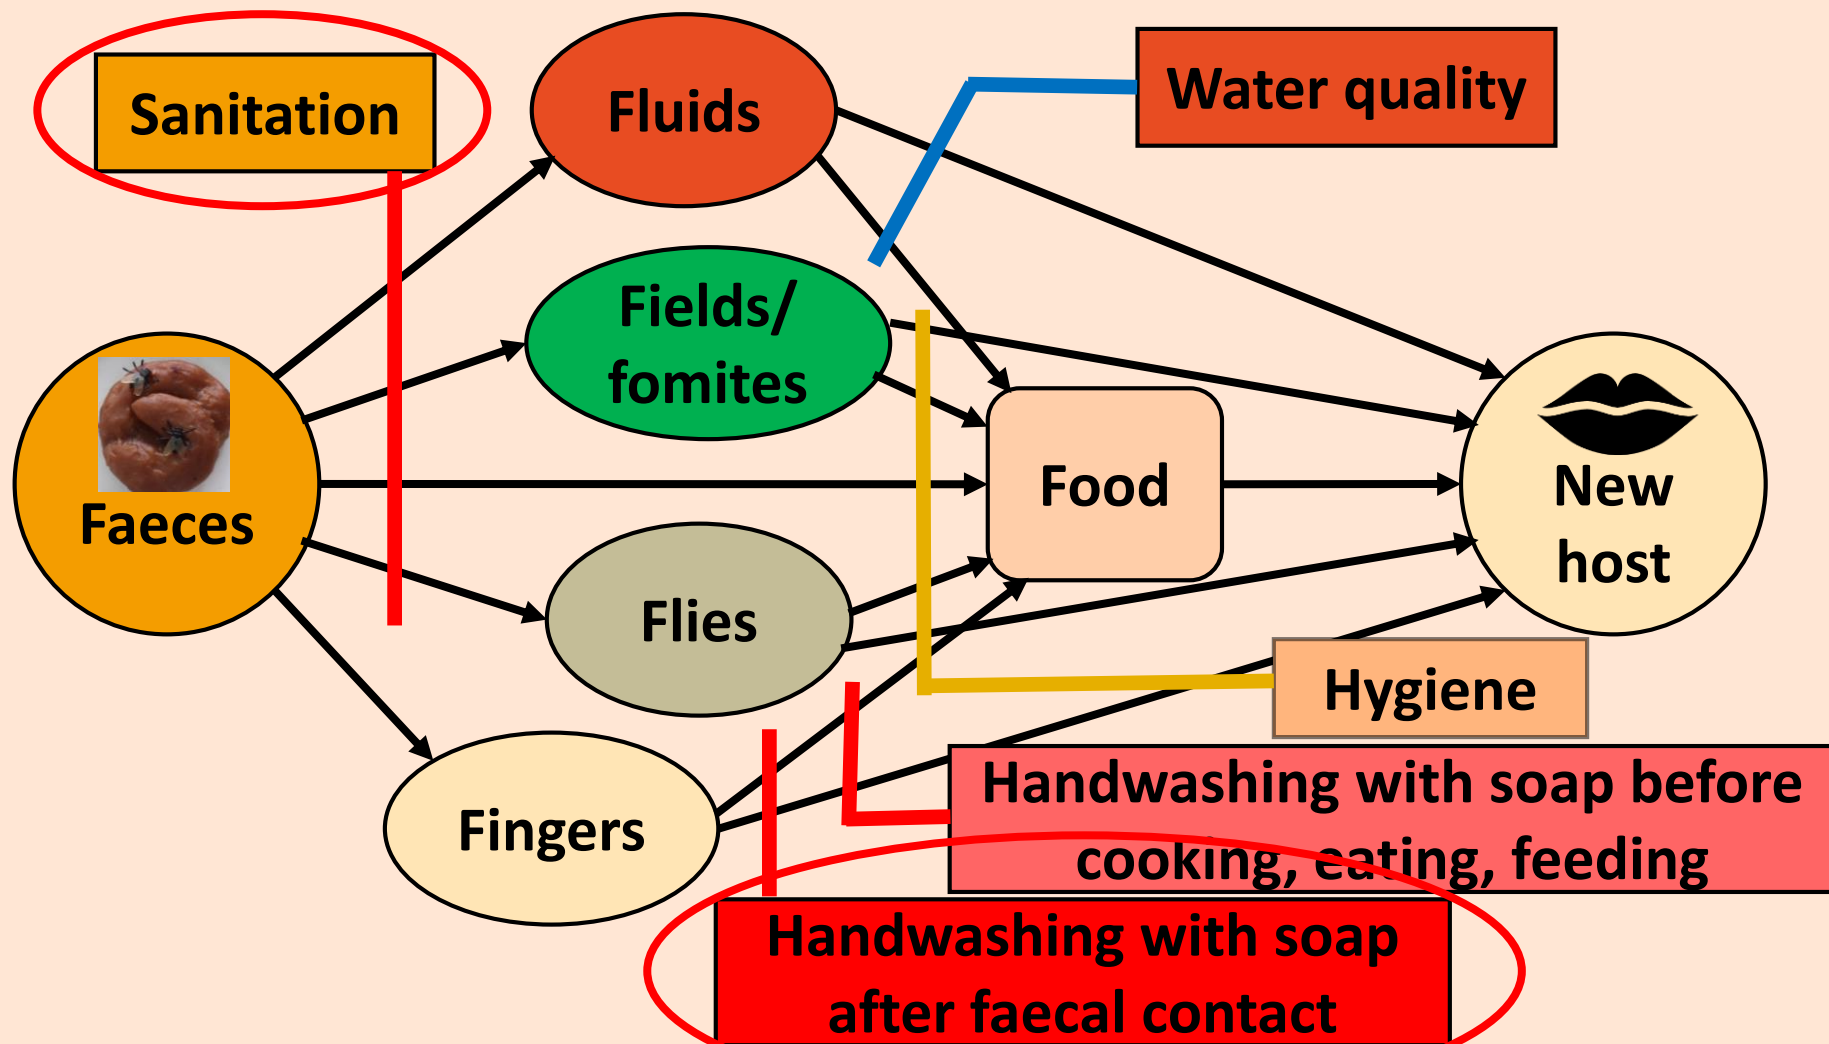 Sanitation
Fluids
Water quality
Fields/
fomites
Faeces
Food
New
host
Flies
Hygiene
Fingers
Handwashing with soap before
cooking, eating, feeding
Handwashing with soap
after faecal contact